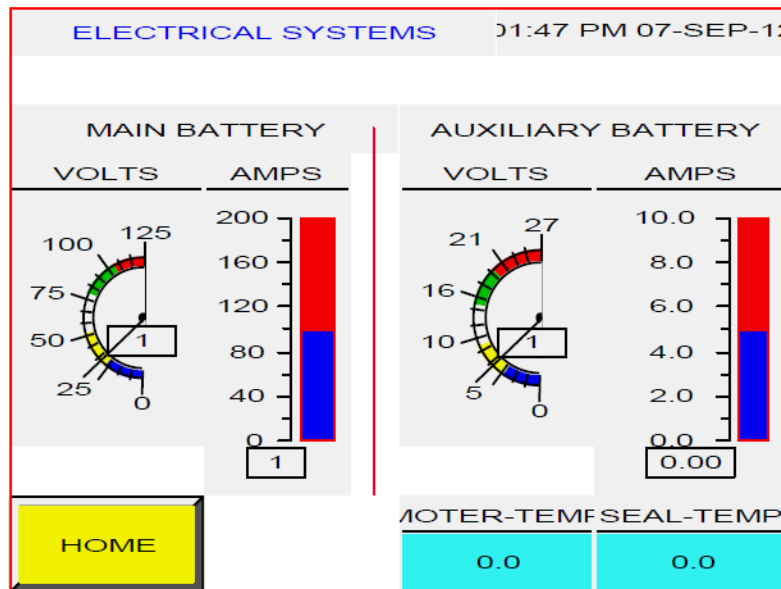 ELECTRICAL SYSTEMS
01:47 PM 07-SEP-12
MAIN BATTERY
AUXILIARY BATTERY
VOLTS
AMPS
VOLTS
AMPS
125
100
75
50
25
0
1
200
160
120
80
40
0
1
27
21
16
10
5
0
1
10.0
8.0
6.0
4.0
2.0
0.0
0.00
HOME
MOTER-TEMP
SEAL-TEMP
0.0
0.0